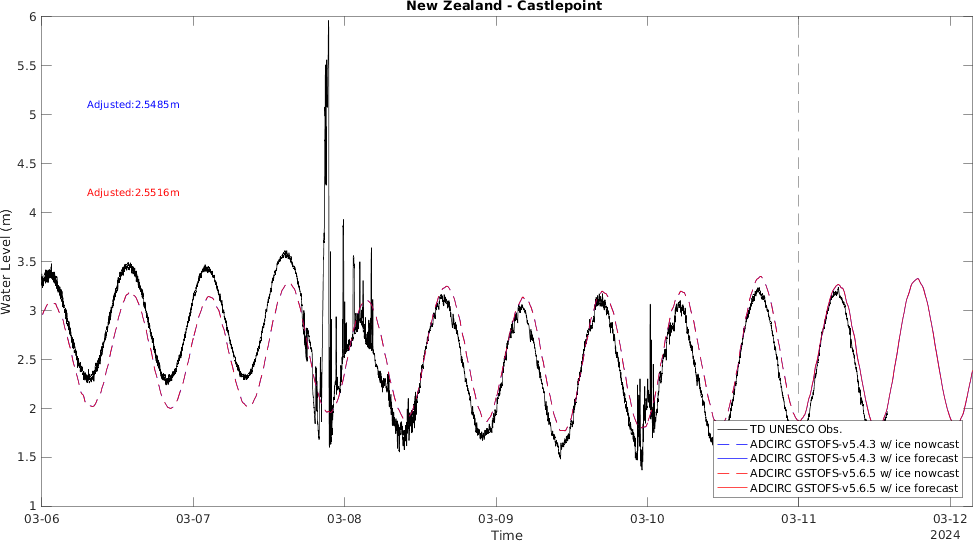 New Zealand - Castlepoint
Water Level (m)
6
5.5
5
4.5
4
3.5
3
2.5
2
1.5
1
Adjusted:2.5485m
Adjusted:2.5516m
TD UNESCO Obs.
ADCIRC GSTOFS-v5.4.3 w/ ice nowcast
ADCIRC GSTOFS-v5.4.3 w/ ice forecast
ADCIRC GSTOFS-v5.6.5 w/ ice nowcast
ADCIRC GSTOFS-v5.6.5 w/ ice forecast
03-06 03-07 03-08 03-09 03-10 03-11 03-12
Time
2024